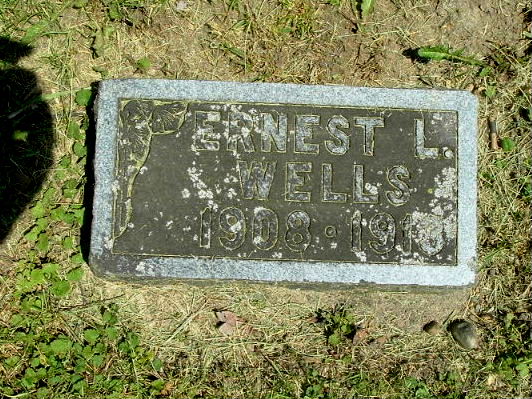 ERNEST L.
WELLS
1908 ·